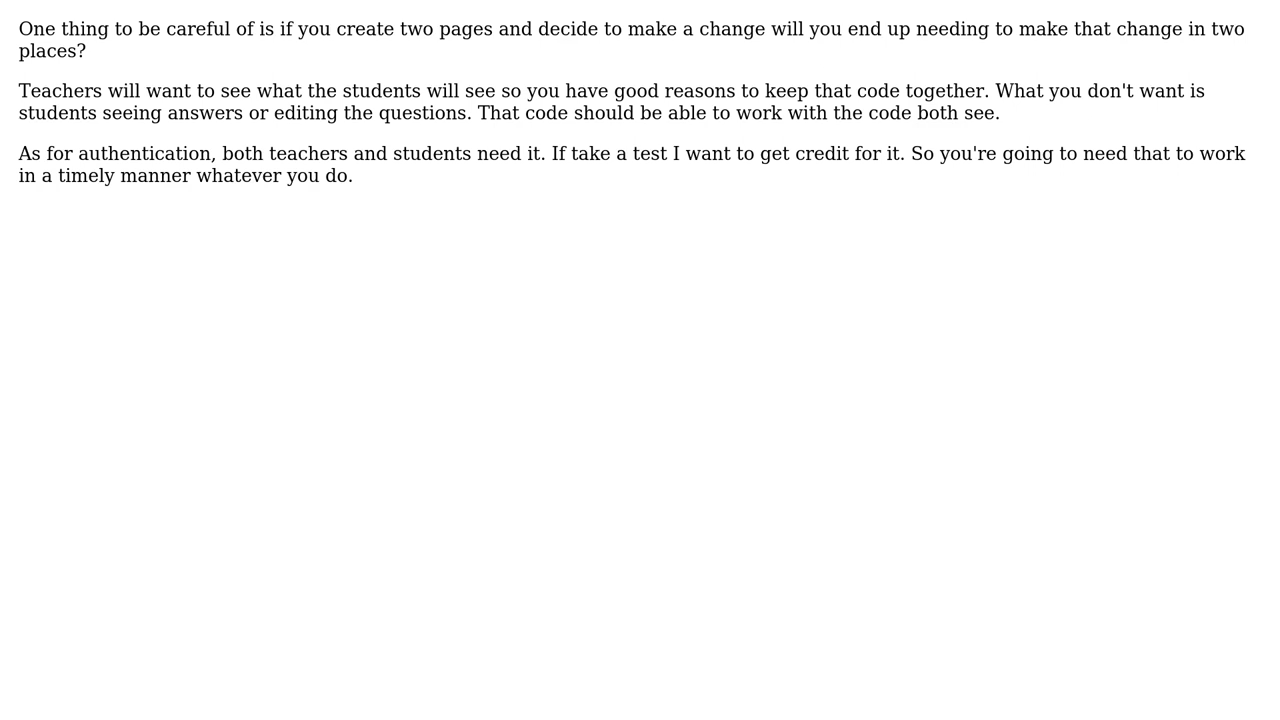 One thing to be careful of is if you create two pages and decide to make a change will you end up needing to make that change in two
places?
Teachers will want to see what the students will see so you have good reasons to keep that code together. What you don't want is
students seeing answers or editing the questions. That code should be able to work with the code both see.
As for authentication, both teachers and students need it. If take a test I want to get credit for it. So you're going to need that to work
in a timely manner whatever you do.